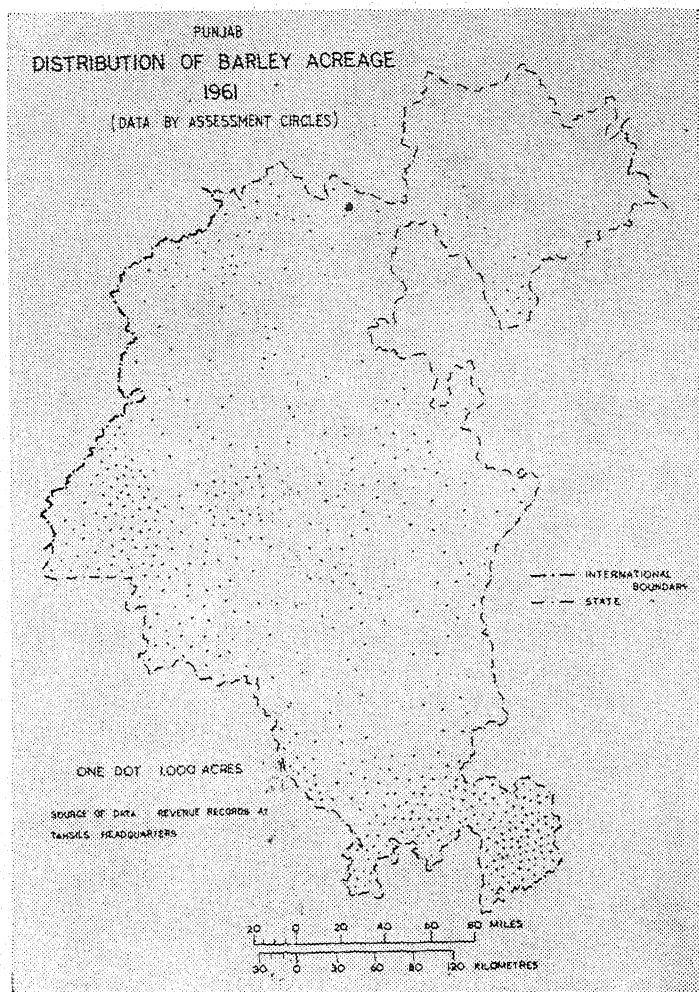 PUNJAB
DISTRIBUTION OF BARLEY ACREAGE
1961
(DATA BY ASSESSMENT CIRCLES)
INTERNATIONAL
BOUNDARY
STATE "
ONE DOT 1,000 ACRES
SOURCE OF DATA REVENUE RECORDS AT
TAHSILS HEADQUARTERS
20 0 20 40 60 80 MILES
30 0 30 60 90 120 KILOMETRES